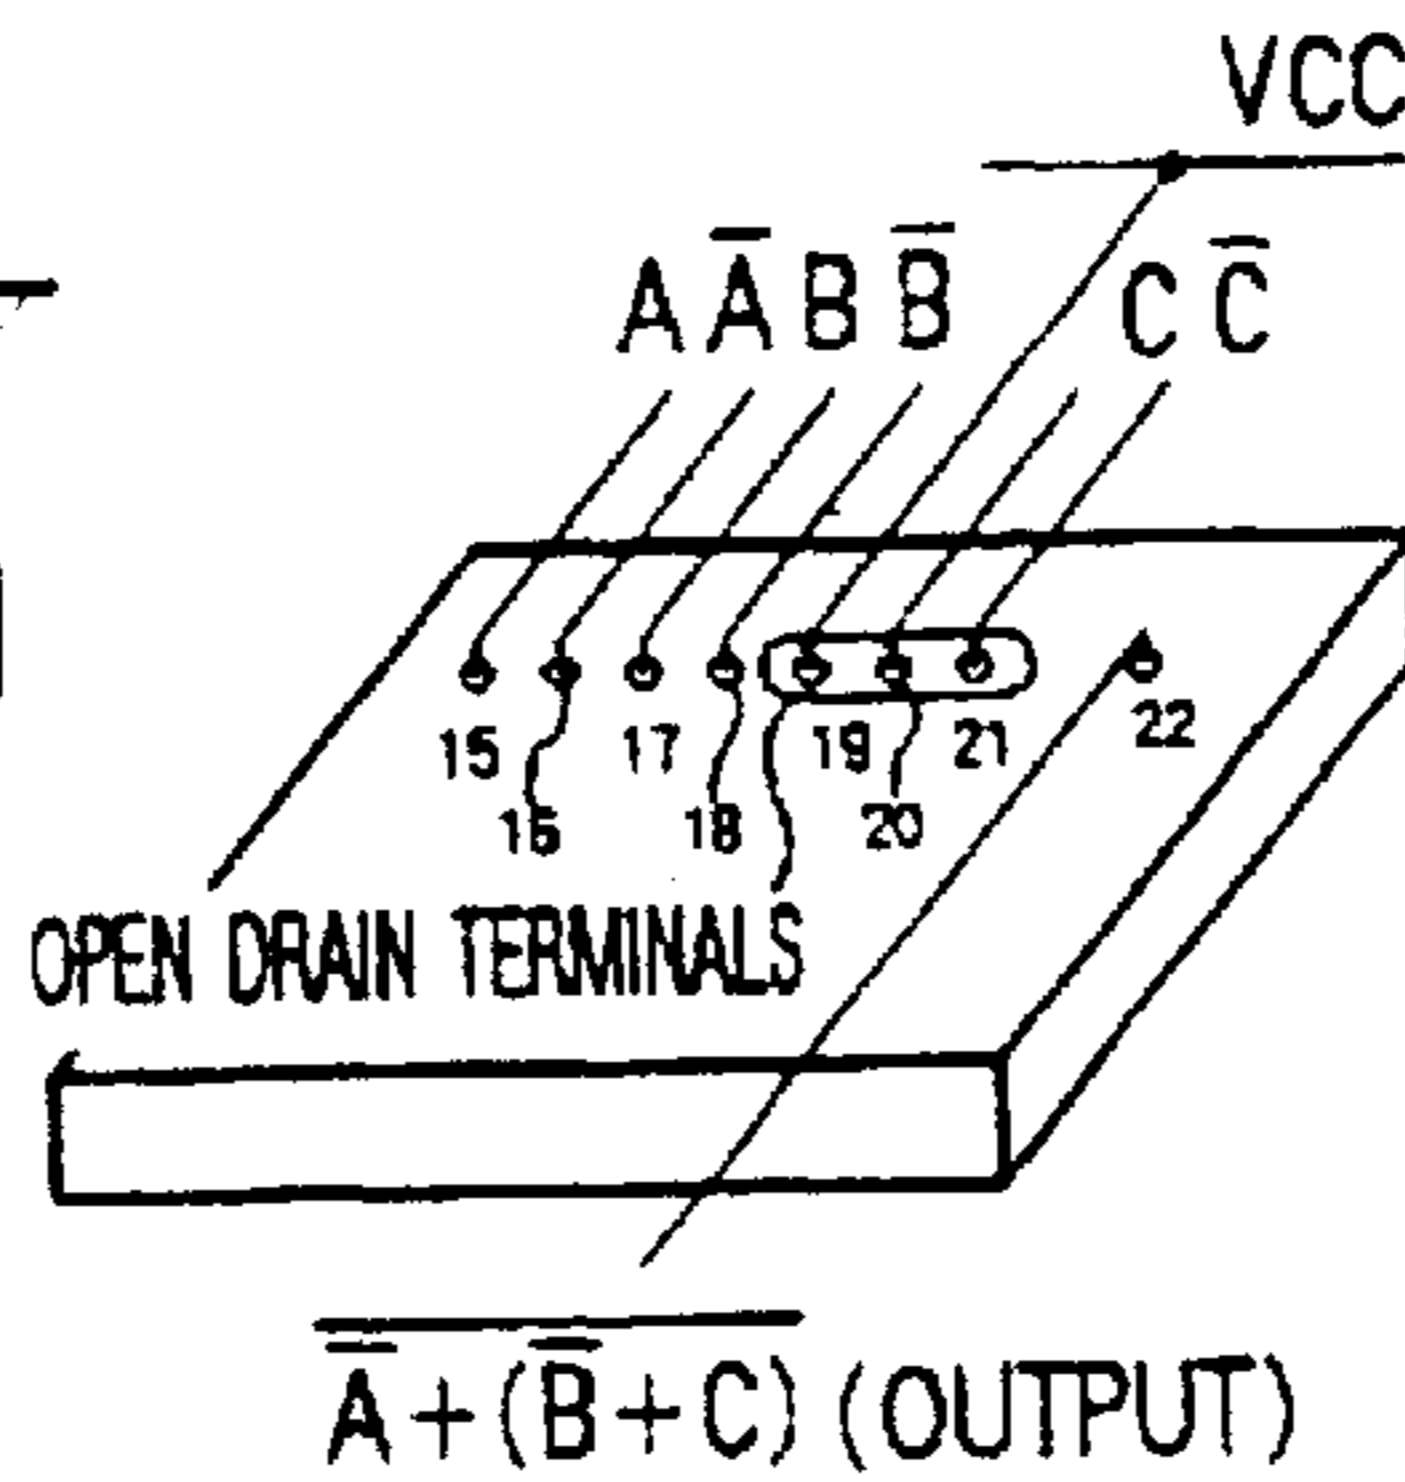 VCC
A A̅ B B̅ C C̅
15 17 19 21 22
16 18 20
OPEN DRAIN TERMINALS
A̅̅+(B̅̅+̅C̅)̅ (OUTPUT)